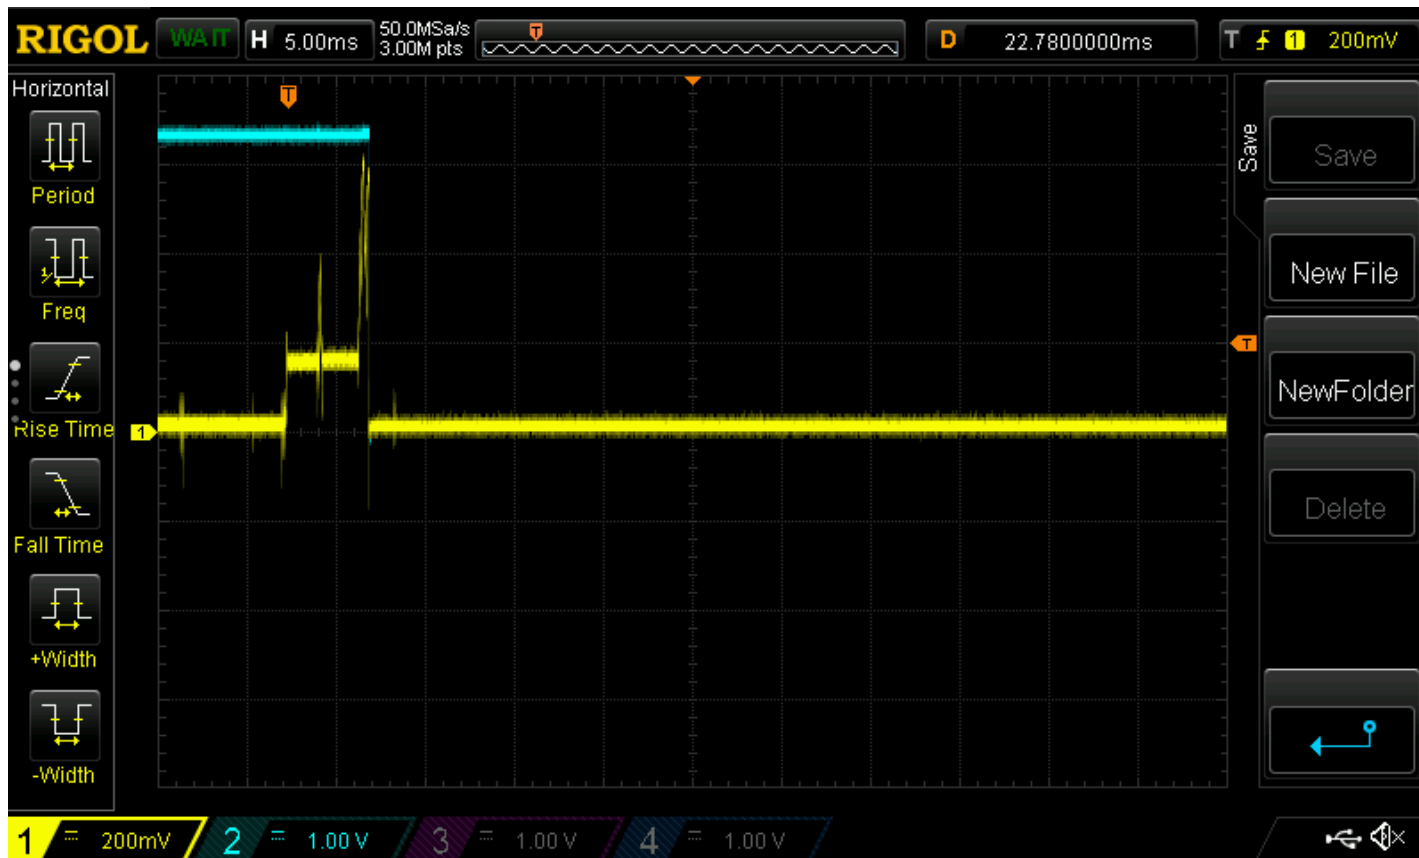 RIGOL WAIT H 5.00ms 50.0MSa/s D 22.7800000ms T 1 200mV
3.00M pts
T
Horizontal
T
Save
Save
Period
New File
1/
Freq
T
NewFolder
Rise Time
1
Delete
Fall Time
+Width
-Width
1 200mV 2 1.00 V 3 1.00 V 4 1.00 V